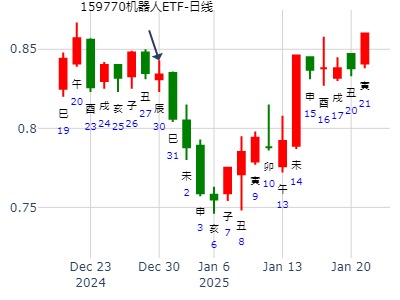 159770机器人ETF-日线
0.85
0.8
0.75
巳
19
午
20
酉
23
戌
24
亥
25
子
26
丑
27
辰
30
巳
31
未
2
申
3
亥
6
子
7
丑
8
寅
9
卯
10
午
13
未
14
申
15
酉
16
戌
17
丑
20
寅
21
Dec 23
2024
Dec 30
Jan 6
2025
Jan 13
Jan 20